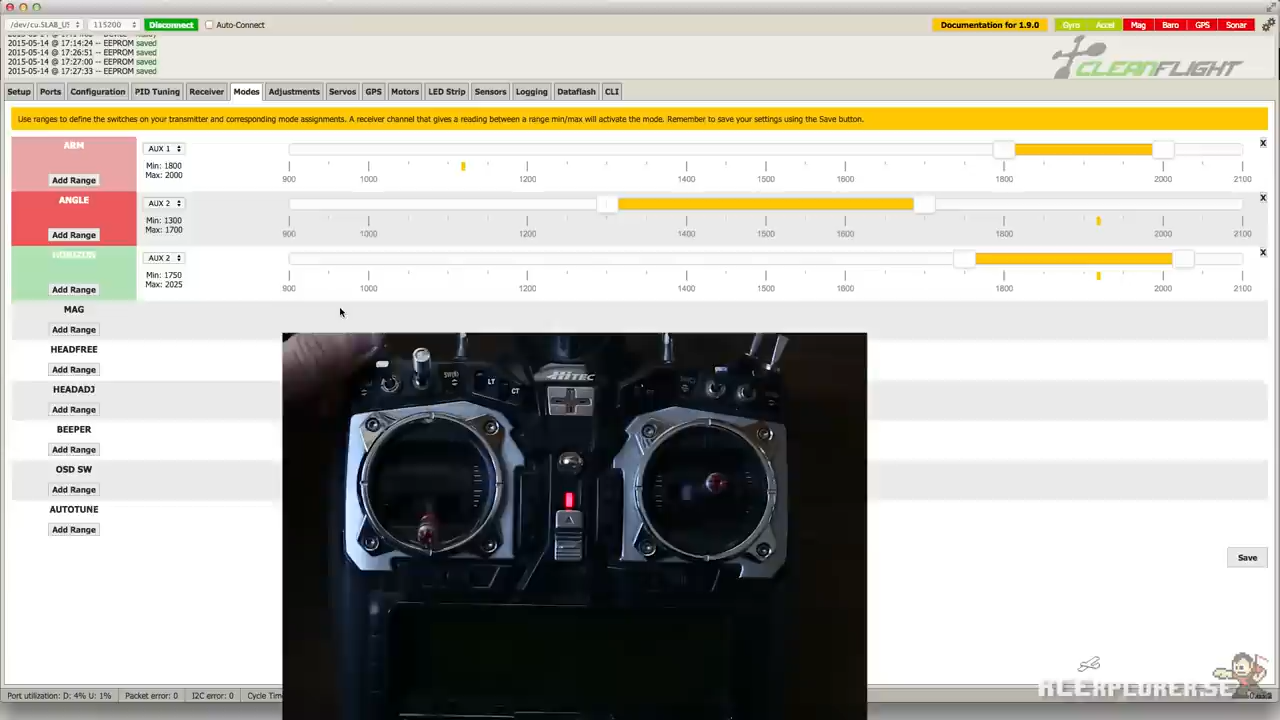 /dev/cu.SLAB_US
115200
Disconnect
Auto-Connect
Documentation for 1.9.0
Gyro
Accel
Mag
Baro
GPS
Sonar
2015-05-14 @ 17:14:24 -- EEPROM saved
2015-05-14 @ 17:26:51 -- EEPROM saved
2015-05-14 @ 17:27:00 -- EEPROM saved
2015-05-14 @ 17:27:33 -- EEPROM saved
CLEANFLIGHT
Setup Ports Configuration PID Tuning Receiver Modes Adjustments Servos GPS Motors LED Strip Sensors Logging Dataflash CLI
Use ranges to define the switches on your transmitter and corresponding mode assignments. A receiver channel that gives a reading between a range min/max will activate the mode. Remember to save your settings using the Save button.
ARM
Add Range
AUX 1
Min: 1800
Max: 2000
900 1000 1200 1400 1500 1600 1800 2000 2100
X
ANGLE
Add Range
AUX 2
Min: 1300
Max: 1700
900 1000 1200 1400 1500 1600 1800 2000 2100
X
HORIZON
Add Range
AUX 2
Min: 1750
Max: 2025
900 1000 1200 1400 1500 1600 1800 2000 2100
X
MAG
Add Range
HEADFREE
Add Range
HEADADJ
Add Range
BEEPER
Add Range
OSD SW
Add Range
AUTOTUNE
Add Range
HITEC
LT
CT
Save
Port utilization: D: 4% U: 1%
Packet error: 0
I2C error: 0
Cycle Time
RCEXPLORER.SE